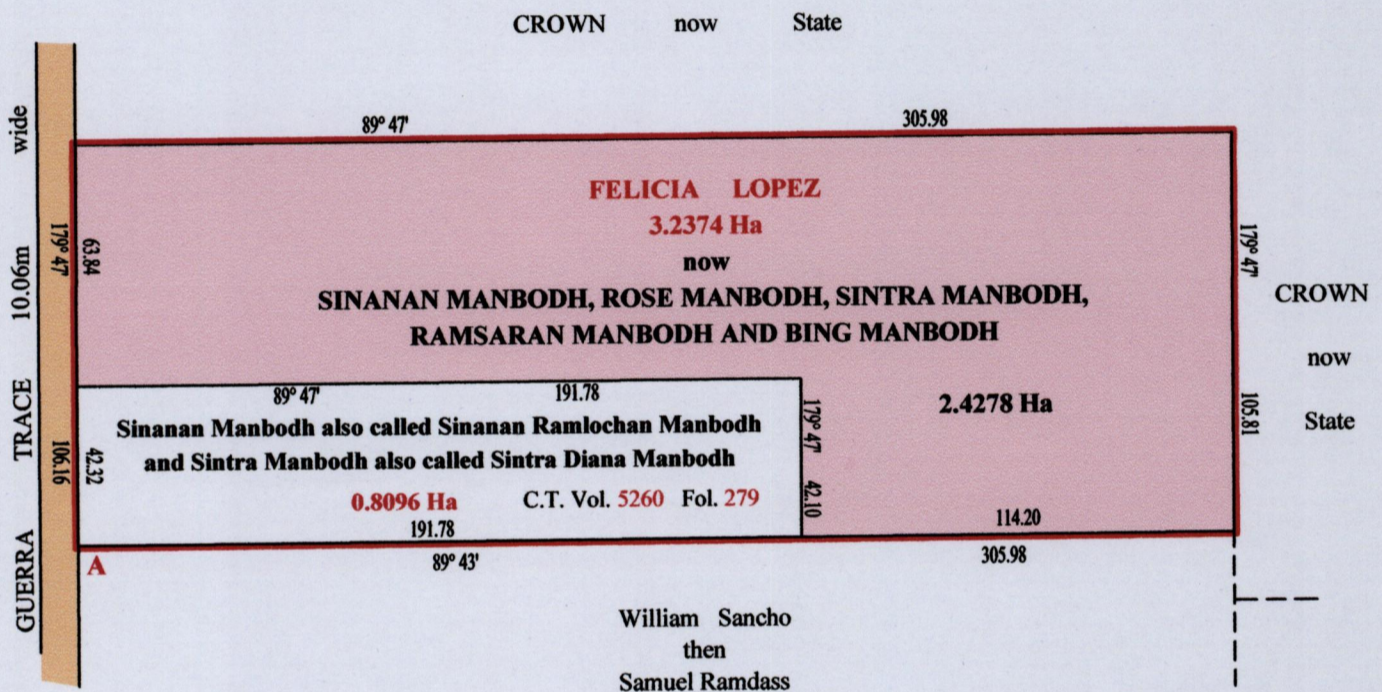 CROWN now State
89° 47' 305.98
GUERRA TRACE 10.06m wide
179° 47'
106.16
63.84
42.32
FELICIA LOPEZ
3.2374 Ha
now
SINANAN MANBODH, ROSE MANBODH, SINTRA MANBODH,
RAMSARAN MANBODH AND BING MANBODH
179° 47'
105.81
CROWN
now
State
89° 47' 191.78
Sinanan Manbodh also called Sinanan Ramlochan Manbodh
and Sintra Manbodh also called Sintra Diana Manbodh
0.8096 Ha C.T. Vol. 5260 Fol. 279
191.78
179° 47' 42.10
2.4278 Ha
114.20
A
89° 43' 305.98
William Sancho
then
Samuel Ramdass